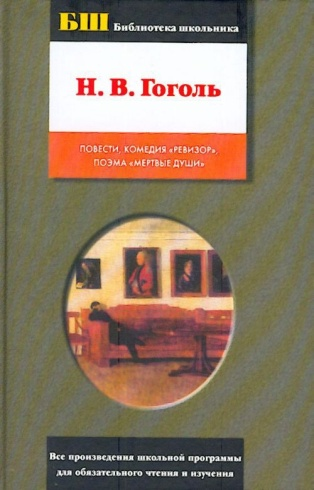 БШ Библиотека школьника
Н. В. Гоголь
ПОВЕСТИ, КОМЕДИЯ «РЕВИЗОР»,
ПОЭМА «МЕРТВЫЕ ДУШИ»
Все произведения школьной программы
для обязательного чтения и изучения